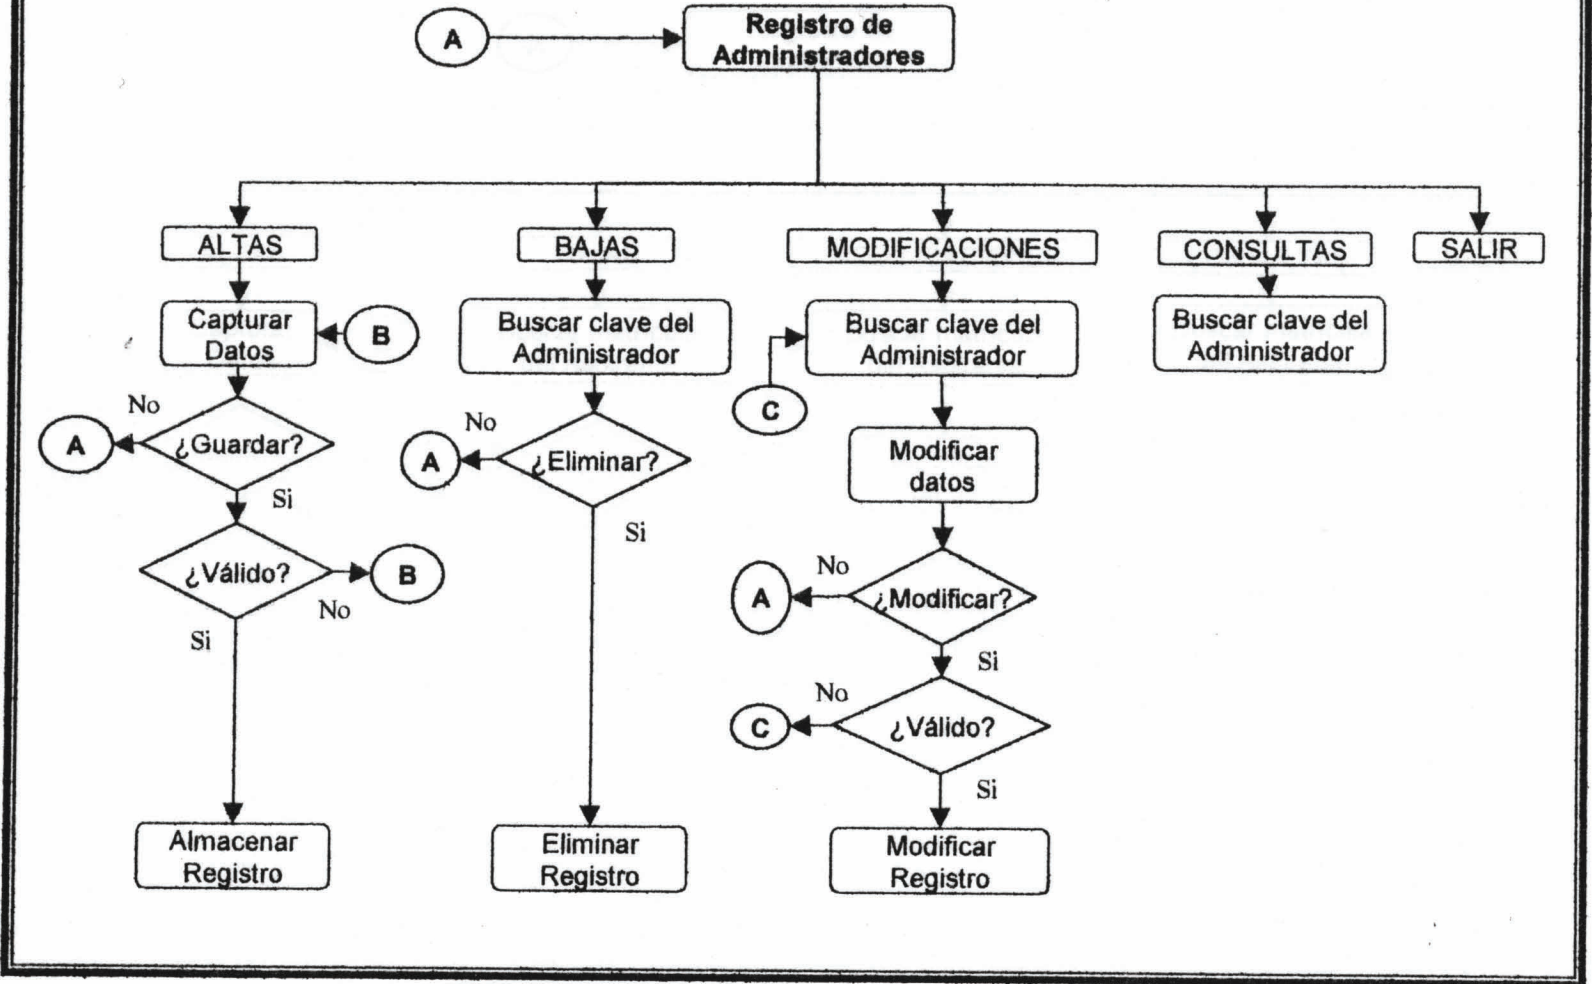 A
Registro de
Administradores
ALTAS
BAJAS
MODIFICACIONES
CONSULTAS
SALIR
Capturar
Datos
B
Buscar clave del
Administrador
Buscar clave del
Administrador
Buscar clave del
Administrador
C
No
A
¿Guardar?
Si
No
A
¿Eliminar?
Si
Modificar
datos
¿Válido?
B
No
Si
No
A
¿Modificar?
Si
No
C
¿Válido?
Si
Almacenar
Registro
Eliminar
Registro
Modificar
Registro